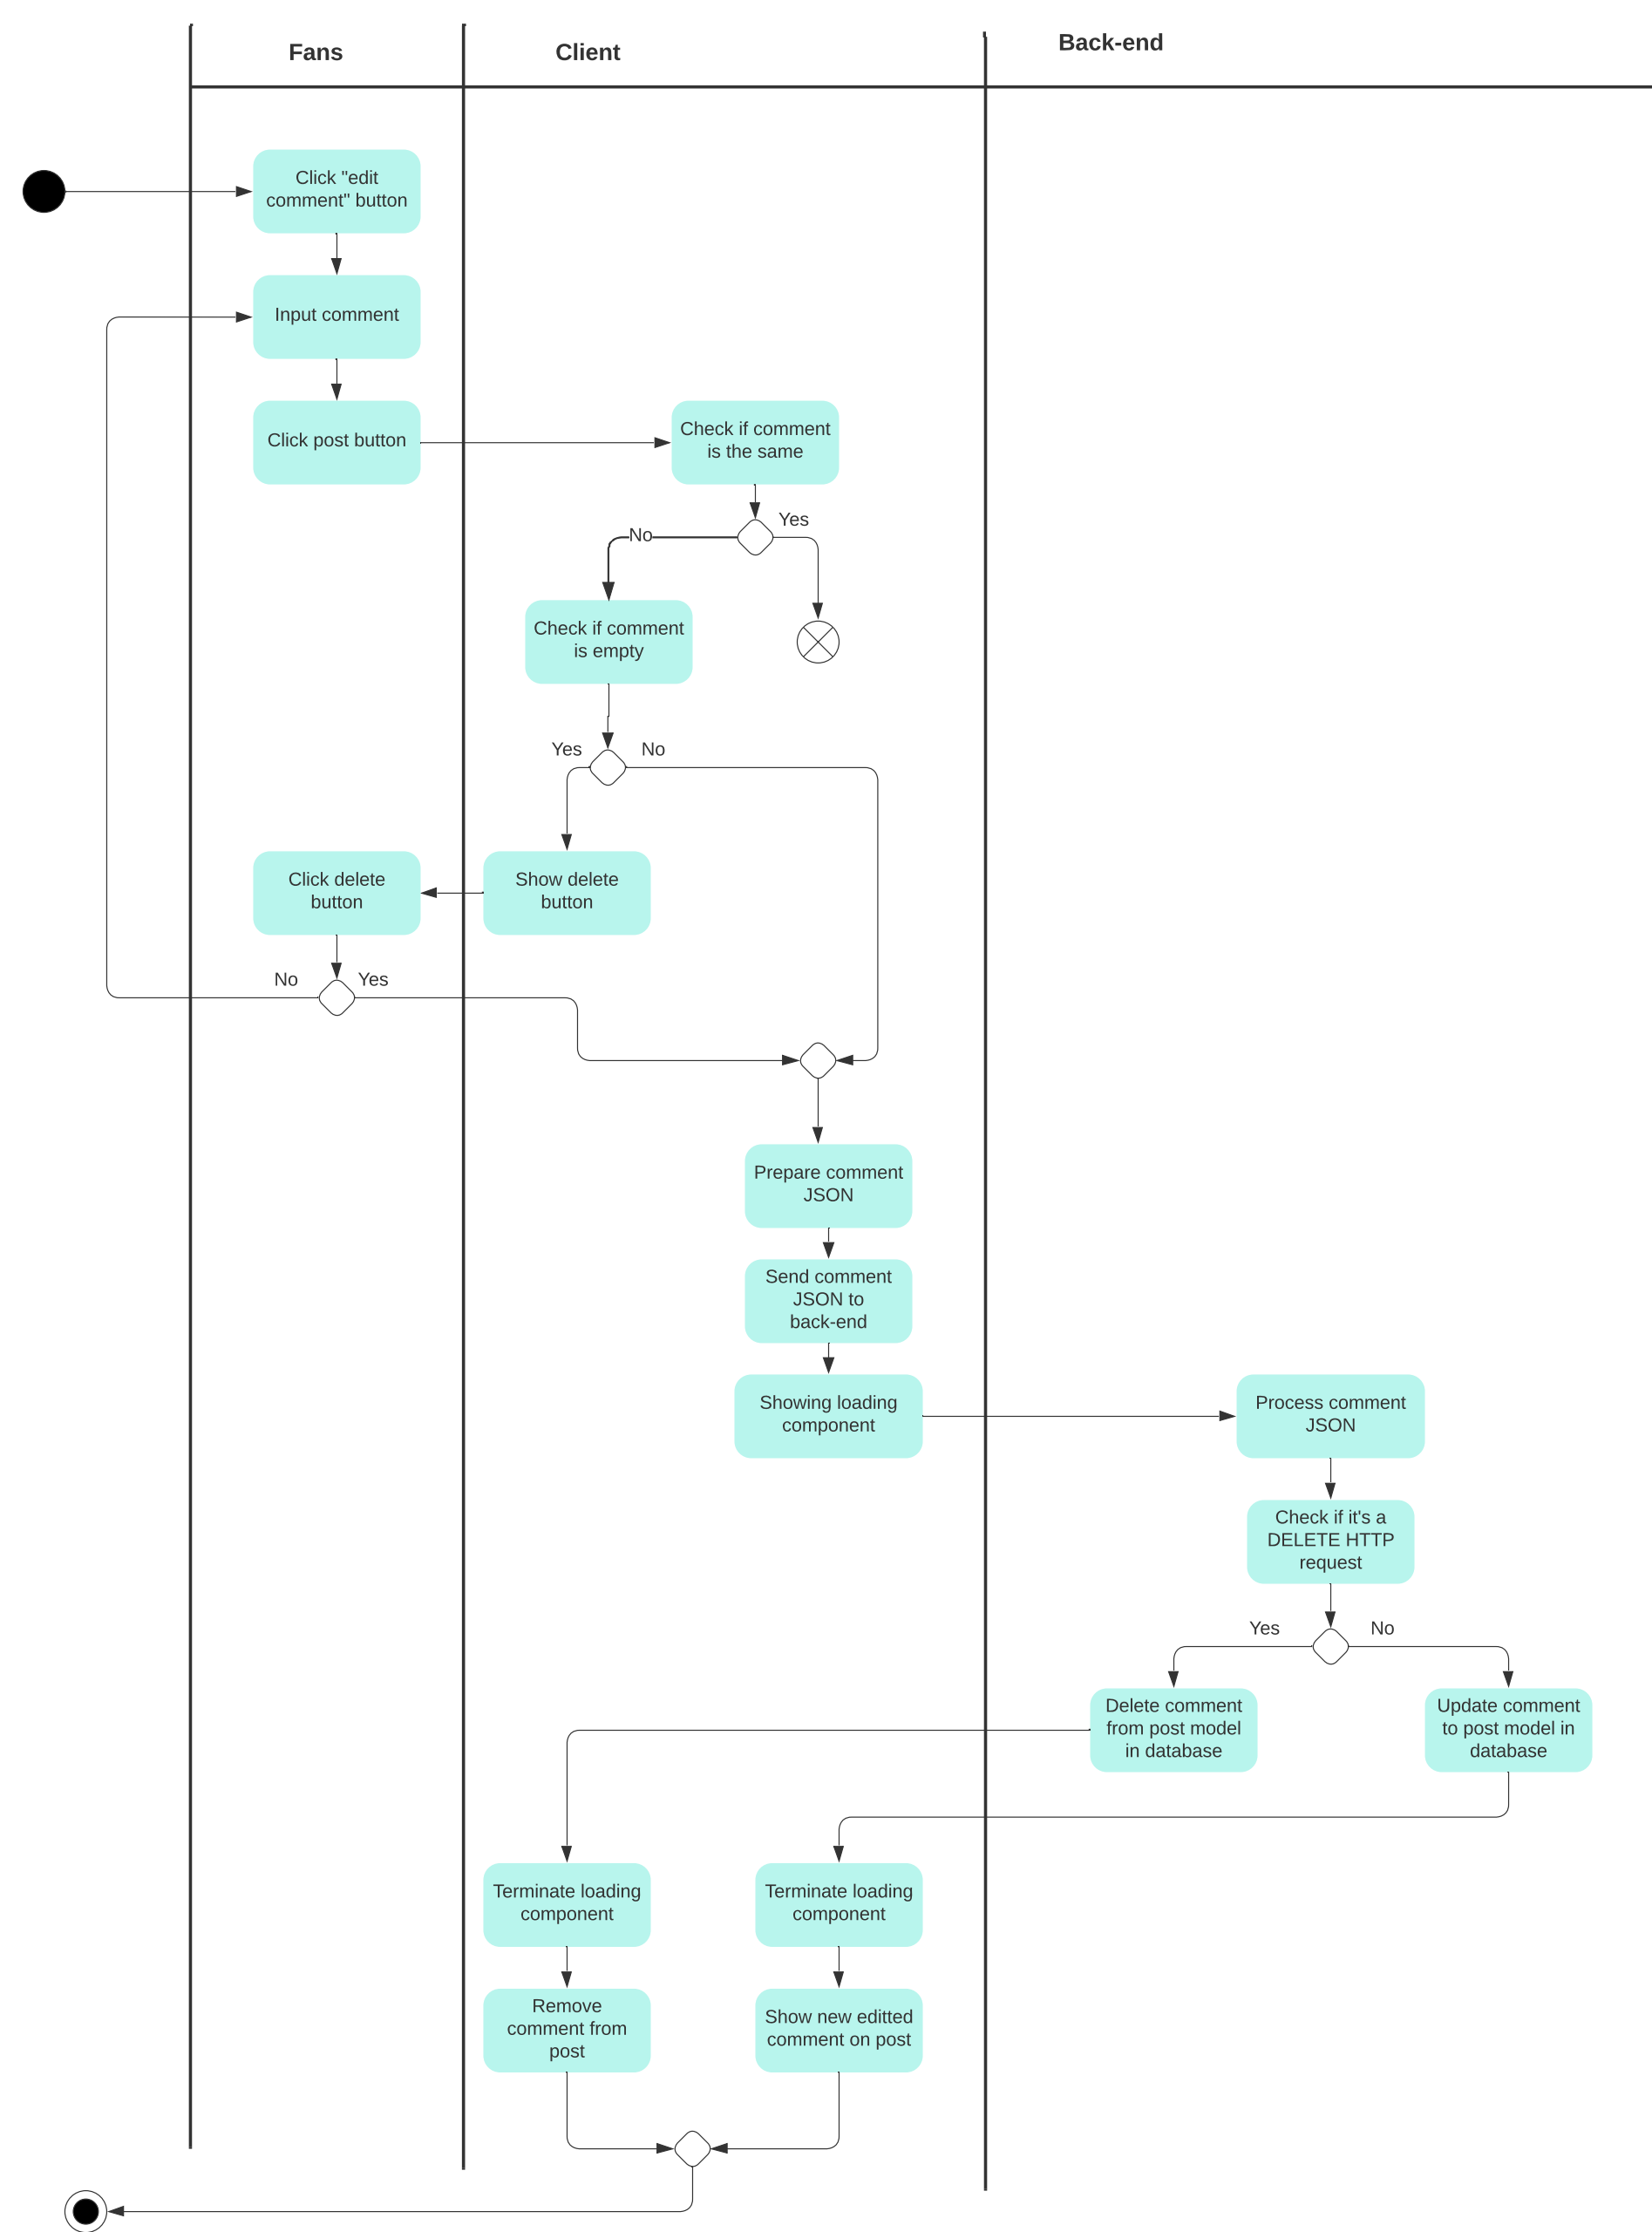 Fans
Client
Back-end
Click "edit
comment" button
Input comment
Click post button
Check if comment
is the same
Yes
No
Check if comment
is empty
Yes
No
Click delete
button
Show delete
button
No
Yes
Prepare comment
JSON
Send comment
JSON to
back-end
Showing loading
component
Process comment
JSON
Check if it's a
DELETE HTTP
request
Yes
No
Delete comment
from post model
in database
Update comment
to post model in
database
Terminate loading
component
Terminate loading
component
Remove
comment from
post
Show new editted
comment on post